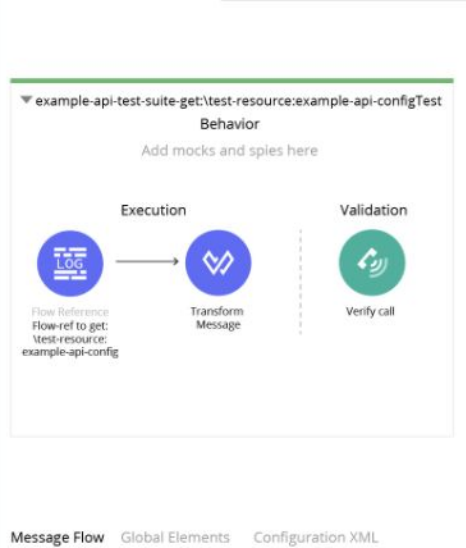 example-api-test-suite-get:\test-resource:example-api-configTest
Behavior
Add mocks and spies here
Execution
Validation
LOG
Flow Reference
Flow-ref to get:
\test-resource:
example-api-config
Transform
Message
Verify call
Message Flow Global Elements Configuration XML